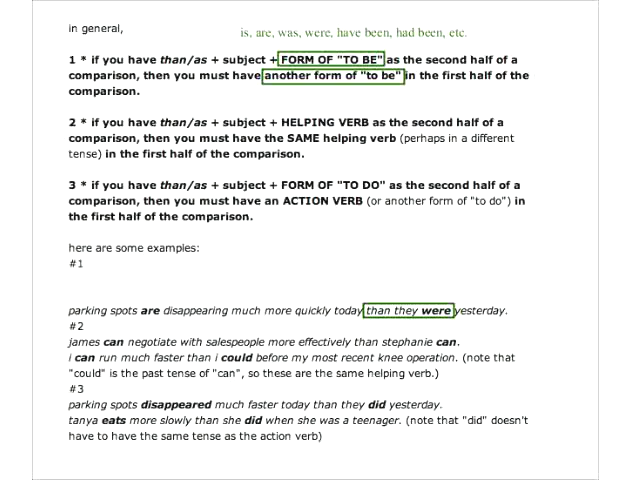 in general,
is, are, was, were, have been, had been, etc.
1 * if you have than/as + subject + FORM OF "TO BE" as the second half of a
comparison, then you must have another form of "to be" in the first half of the
comparison.
2 * if you have than/as + subject + HELPING VERB as the second half of a
comparison, then you must have the SAME helping verb (perhaps in a different
tense) in the first half of the comparison.
3 * if you have than/as + subject + FORM OF "TO DO" as the second half of a
comparison, then you must have an ACTION VERB (or another form of "to do") in
the first half of the comparison.
here are some examples:
#1
parking spots are disappearing much more quickly today than they were yesterday.
#2
james can negotiate with salespeople more effectively than stephanie can.
i can run much faster than i could before my most recent knee operation. (note that
"could" is the past tense of "can", so these are the same helping verb.)
#3
parking spots disappeared much faster today than they did yesterday.
tanya eats more slowly than she did when she was a teenager. (note that "did" doesn't
have to have the same tense as the action verb)